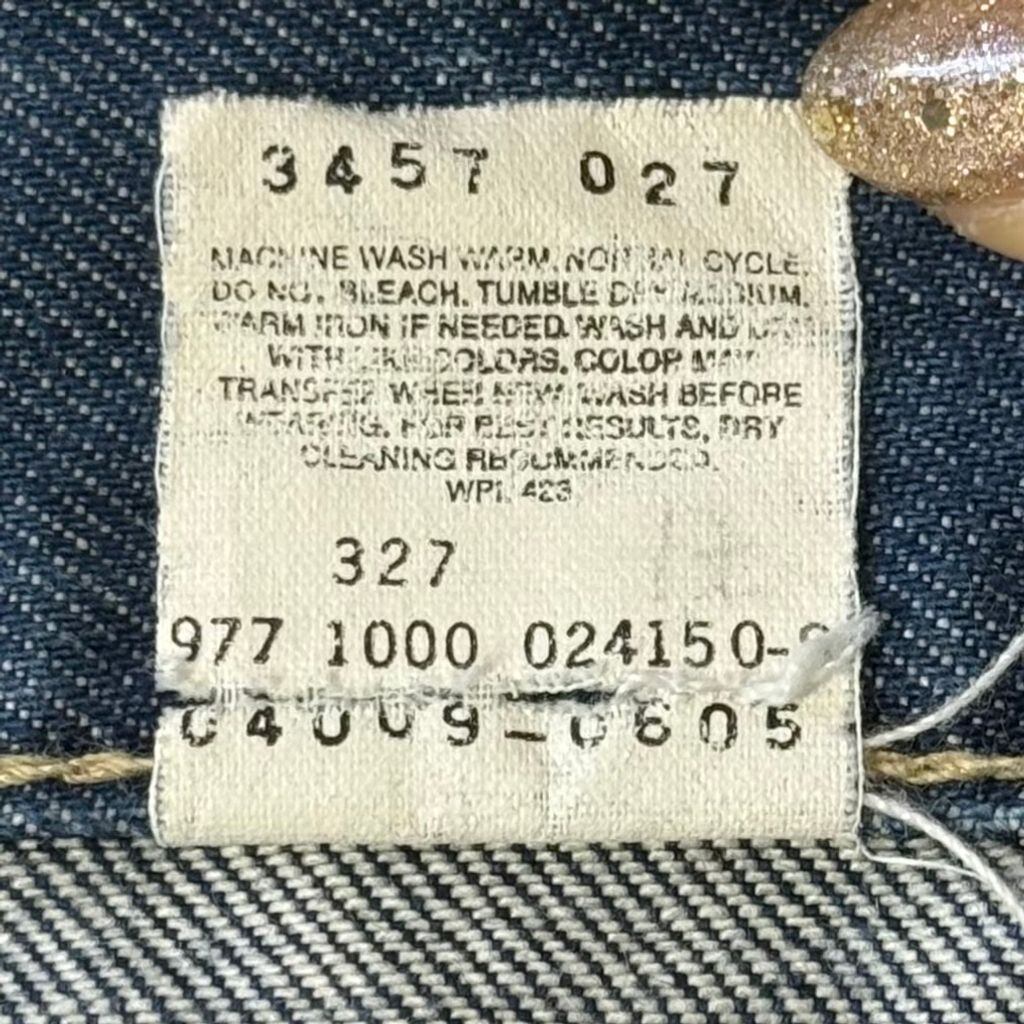 3457 027
MACHINE WASH WARM. NORMAL CYCLE.
DO NOT BLEACH. TUMBLE DRY MEDIUM.
WARM IRON IF NEEDED. WASH AND
WITH LIKE COLORS. COLOR MAY
TRANSFER WHEN NEW. WASH BEFORE
WEARING. FOR BEST RESULTS, DRY
CLEANING RECOMMENDED.
WPL 423
327
977 1000 024150-
04009-0605